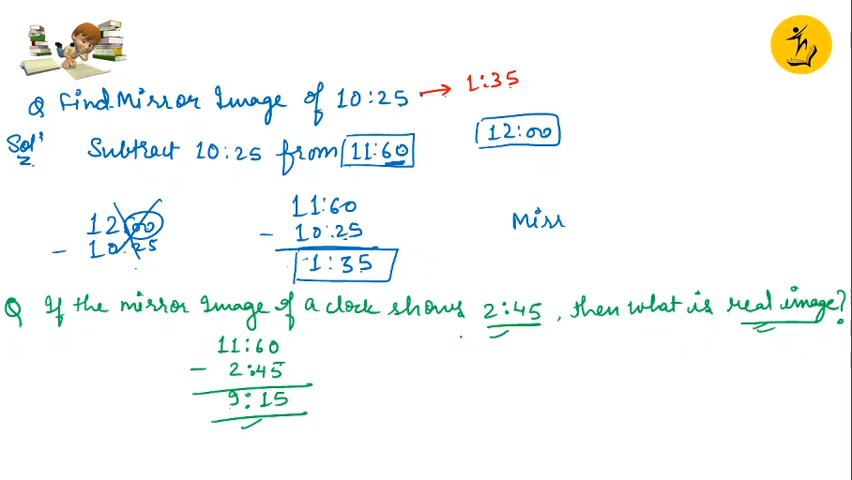 Q Find Mirror Image of 10:25 → 1:35
Solⁿ Subtract 10:25 from 11:60
12:00
12:00
- 10:25
11:60
- 10:25
1:35
Mirr
Q If the mirror Image of a clock shows 2:45, then what is real image?
11:60
- 2:45
9:15